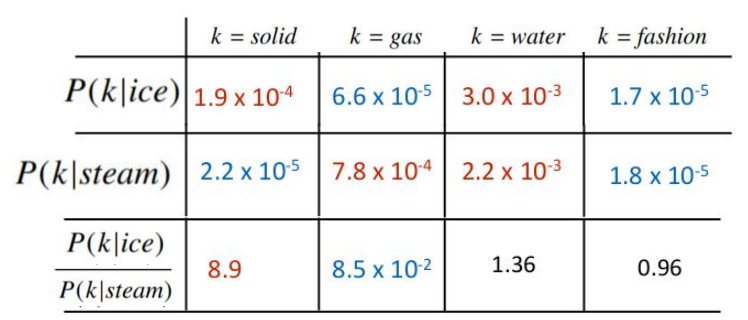 k = solid k = gas k = water k = fashion
P(k|ice) 1.9 x 10⁻⁴ 6.6 x 10⁻⁵ 3.0 x 10⁻³ 1.7 x 10⁻⁵
P(k|steam) 2.2 x 10⁻⁵ 7.8 x 10⁻⁴ 2.2 x 10⁻³ 1.8 x 10⁻⁵
P(k|ice)
P(k|steam) 8.9 8.5 x 10⁻² 1.36 0.96